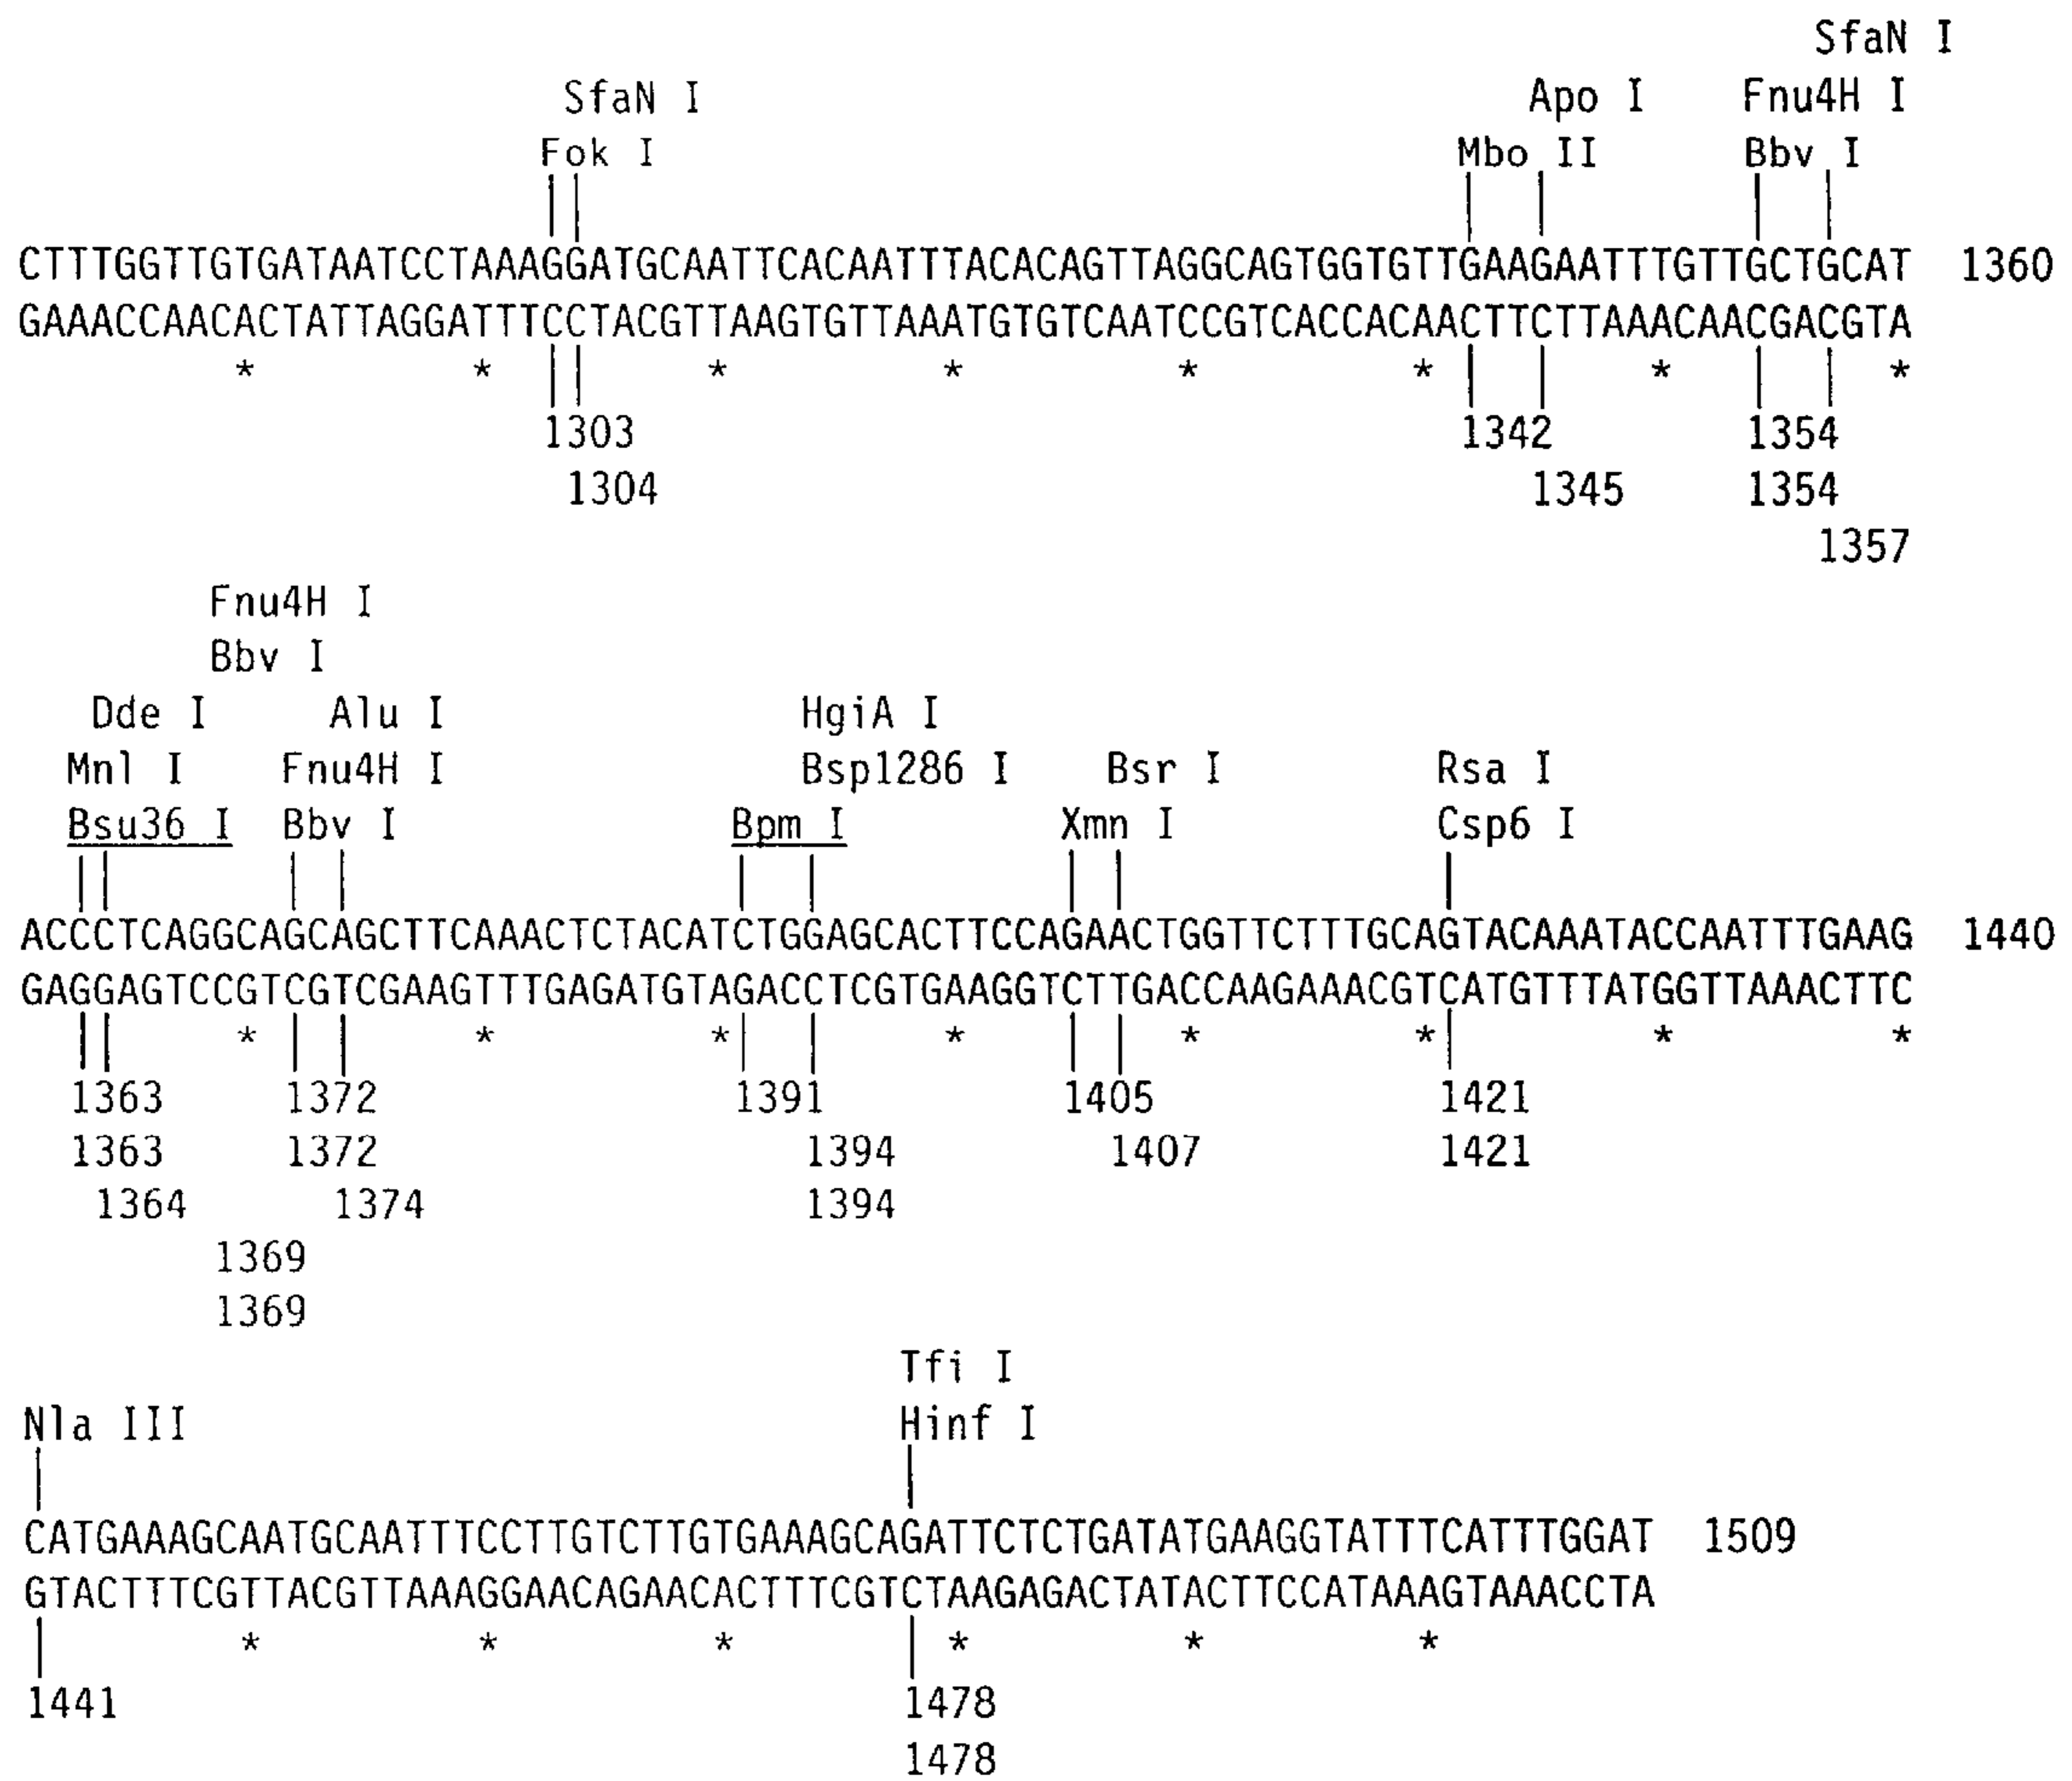 SfaN I
SfaN I Apo I Fnu4H I
Fok I Mbo II Bbv I
CTTTGGTTGTGATAATCCTAAAGGATGCAATTCACAATTTACACAGTTAGGCAGTGGTGTTGAAGAATTTGTTGCTGCAT 1360
GAAACCAACACTATTAGGATTTCCTACGTTAAGTGTTAAATGTGTCAATCCGTCACCACAACTTCTTAAACAACGACGTA
* * * * * * * *
1303 1342 1354
1304 1345 1354
1357
Fnu4H I
Bbv I
Dde I Alu I HgiA I
Mnl I Fnu4H I Bsp1286 I Bsr I Rsa I
Bsu36 I Bbv I Bpm I Xmn I Csp6 I
ACCCTCAGGCAGCAGCTTCAAACTCTACATCTGGAGCACTTCCAGAACTGGTTCTTTGCAGTACAAATACCAATTTGAAG 1440
GAGGAGTCCGTCGTCGAAGTTTGAGATGTAGACCTCGTGAAGGTCTTGACCAAGAAACGTCATGTTTATGGTTAAACTTC
* * * * * * * *
1363 1372 1391 1405 1421
1363 1372 1394 1407 1421
1364 1374 1394
1369
1369
Tfi I
Nla III Hinf I
CATGAAAGCAATGCAATTTCCTTGTCTTGTGAAAGCAGATTCTCTGATATGAAGGTATTTCATTTGGAT 1509
GTACTTTCGTTACGTTAAAGGAACAGAACACTTTCGTCTAAGAGACTATACTTCCATAAAGTAAACCTA
* * * * * *
1441 1478
1478